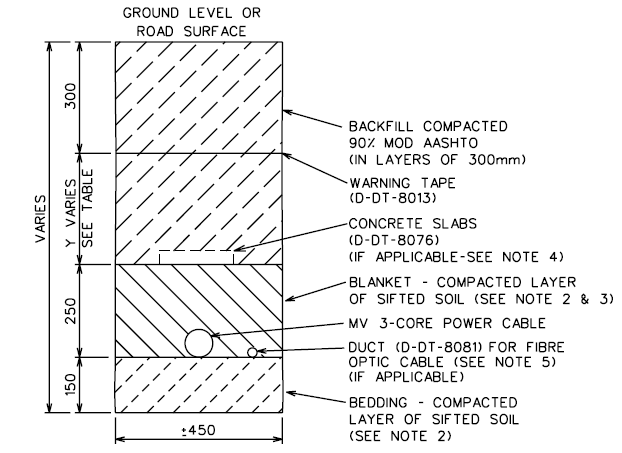 GROUND LEVEL OR
ROAD SURFACE
VARIES
300
Y VARIES
SEE TABLE
250
150
±450
BACKFILL COMPACTED
90% MOD AASHTO
(IN LAYERS OF 300mm)
WARNING TAPE
(D-DT-8013)
CONCRETE SLABS
(D-DT-8076)
(IF APPLICABLE-SEE NOTE 4)
BLANKET - COMPACTED LAYER
OF SIFTED SOIL (SEE NOTE 2 & 3)
MV 3-CORE POWER CABLE
DUCT (D-DT-8081) FOR FIBRE
OPTIC CABLE (SEE NOTE 5)
(IF APPLICABLE)
BEDDING - COMPACTED
LAYER OF SIFTED SOIL
(SEE NOTE 2)